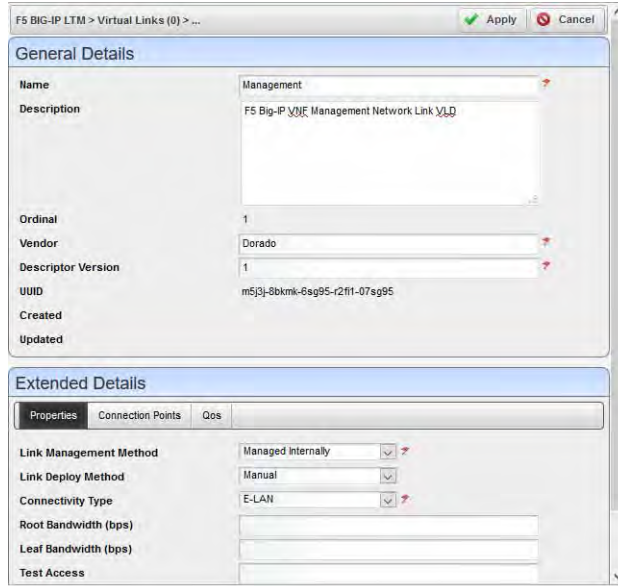 F5 BIG-IP LTM > Virtual Links (0) > ...
Apply
Cancel
General Details
Name
Management
Description
F5 Big-IP VNF Management Network Link VLD
Ordinal
1
Vendor
Dorado
Descriptor Version
1
UUID
m5j3j-8bkmk-6sg95-r2fi1-07sg95
Created
Updated
Extended Details
Properties
Connection Points
Qos
Link Management Method
Managed Internally
Link Deploy Method
Manual
Connectivity Type
E-LAN
Root Bandwidth (bps)
Leaf Bandwidth (bps)
Test Access